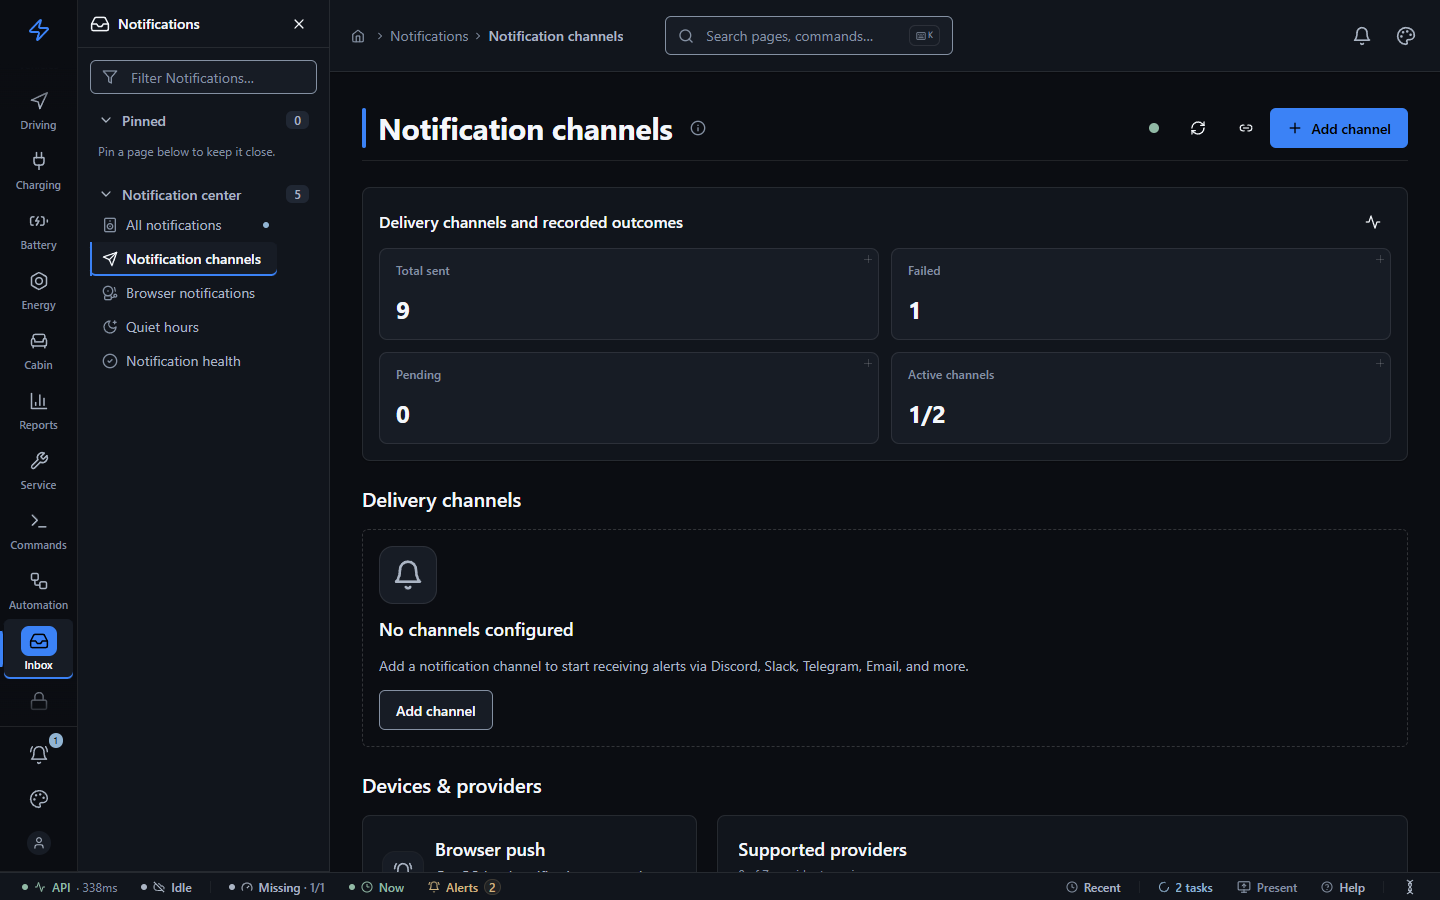 Notifications
Filter Notifications...
Pinned
0
Pin a page below to keep it close.
Notification center
5
All notifications
Notification channels
Browser notifications
Quiet hours
Notification health
Driving
Charging
Battery
Energy
Cabin
Reports
Service
Commands
Automation
Inbox
1
Notifications
Notification channels
Search pages, commands...
K
Notification channels
Add channel
Delivery channels and recorded outcomes
Total sent
9
Failed
1
Pending
0
Active channels
1/2
Delivery channels
No channels configured
Add a notification channel to start receiving alerts via Discord, Slack, Telegram, Email, and more.
Add channel
Devices & providers
Browser push
Supported providers
API · 338ms
Idle
Missing · 1/1
Now
Alerts 2
Recent
2 tasks
Present
Help